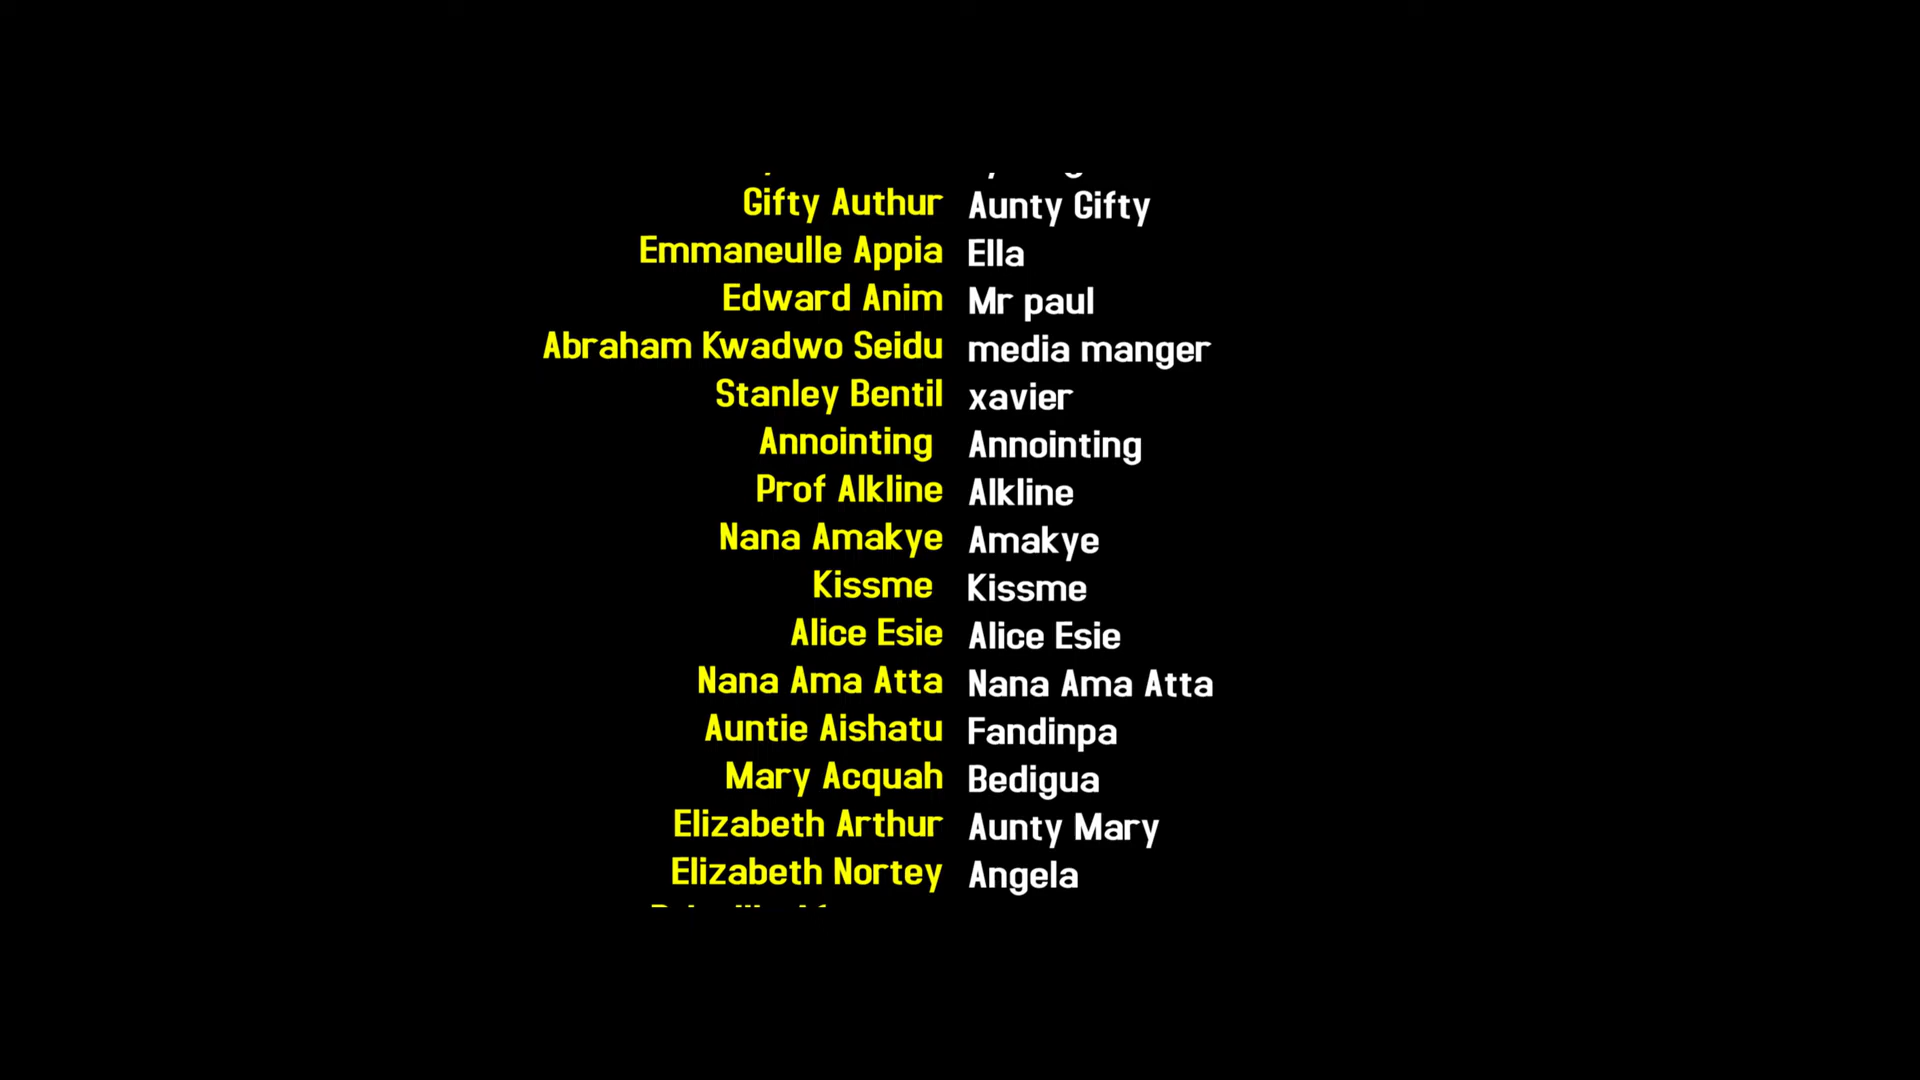 Gifty Authur Aunty Gifty
Emmaneulle Appia Ella
Edward Anim Mr paul
Abraham Kwadwo Seidu media manger
Stanley Bentil xavier
Annointing Annointing
Prof Alkline Alkline
Nana Amakye Amakye
Kissme Kissme
Alice Esie Alice Esie
Nana Ama Atta Nana Ama Atta
Auntie Aishatu Fandinpa
Mary Acquah Bedigua
Elizabeth Arthur Aunty Mary
Elizabeth Nortey Angela